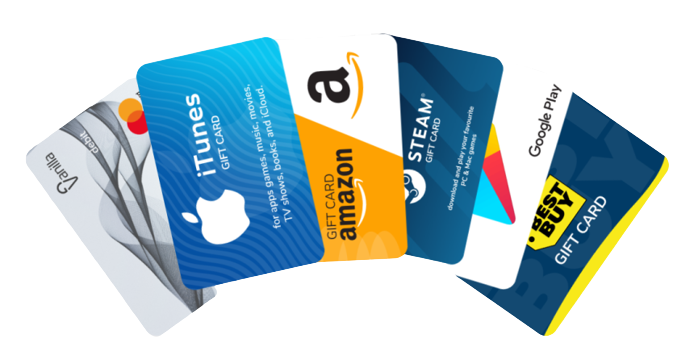 Vanilla
debit
iTunes
GIFT CARD
for apps games, music, movies,
TV shows, books, and iCloud.
a
GIFT CARD
amazon
STEAM®
GIFT CARD
download and play your favourite
PC & Mac games
Google Play
BEST
BUY
GIFT CARD